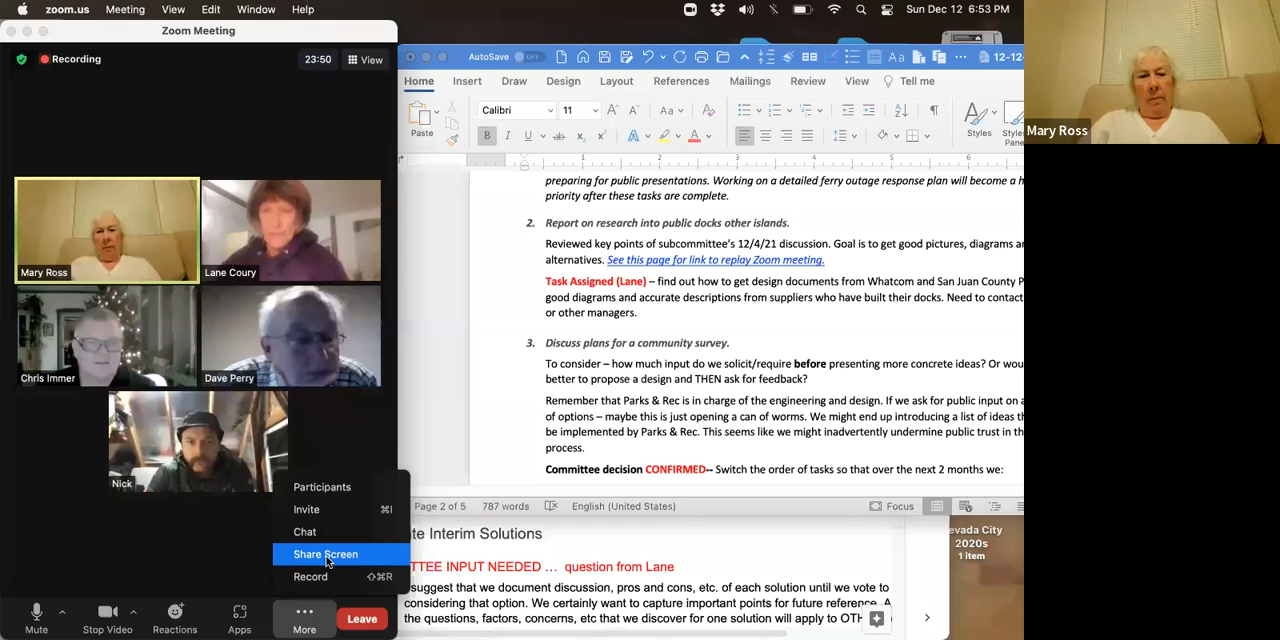 zoom.us Meeting View Edit Window Help
Sun Dec 12 6:53 PM
Zoom Meeting
Recording
23:50
View
Mary Ross
Lane Coury
Chris Immer
Dave Perry
Nick
Participants
Invite ⌘I
Chat
Share Screen
Record ⇧⌘R
Mute
Stop Video
Reactions
Apps
More
Leave
AutoSave OFF
12-12-
Home Insert Draw Design Layout References Mailings Review View Tell me
Paste
Calibri
11
Aa
B I U ab x x
A A
Styles
Styles
Pane
1 2 3 4 5 6
preparing for public presentations. Working on a detailed ferry outage response plan will become a h
priority after these tasks are complete.
2. Report on research into public docks other islands.
Reviewed key points of subcommittee's 12/4/21 discussion. Goal is to get good pictures, diagrams a
alternatives. See this page for link to replay Zoom meeting.
Task Assigned (Lane) – find out how to get design documents from Whatcom and San Juan County P
good diagrams and accurate descriptions from suppliers who have built their docks. Need to contact
or other managers.
3. Discuss plans for a community survey.
To consider – how much input do we solicit/require before presenting more concrete ideas? Or wou
better to propose a design and THEN ask for feedback?
Remember that Parks & Rec is in charge of the engineering and design. If we ask for public input on a
of options – maybe this is just opening a can of worms. We might end up introducing a list of ideas th
be implemented by Parks & Rec. This seems like we might inadvertently undermine public trust in th
process.
Committee decision CONFIRMED-- Switch the order of tasks so that over the next 2 months we:
Page 2 of 5 787 words English (United States) Focus
te Interim Solutions
TTEE INPUT NEEDED … question from Lane
suggest that we document discussion, pros and cons, etc. of each solution until we vote to
considering that option. We certainly want to capture important points for future reference. A
the questions, factors, concerns, etc that we discover for one solution will apply to OTH
evada City
2020s
1 item
Mary Ross